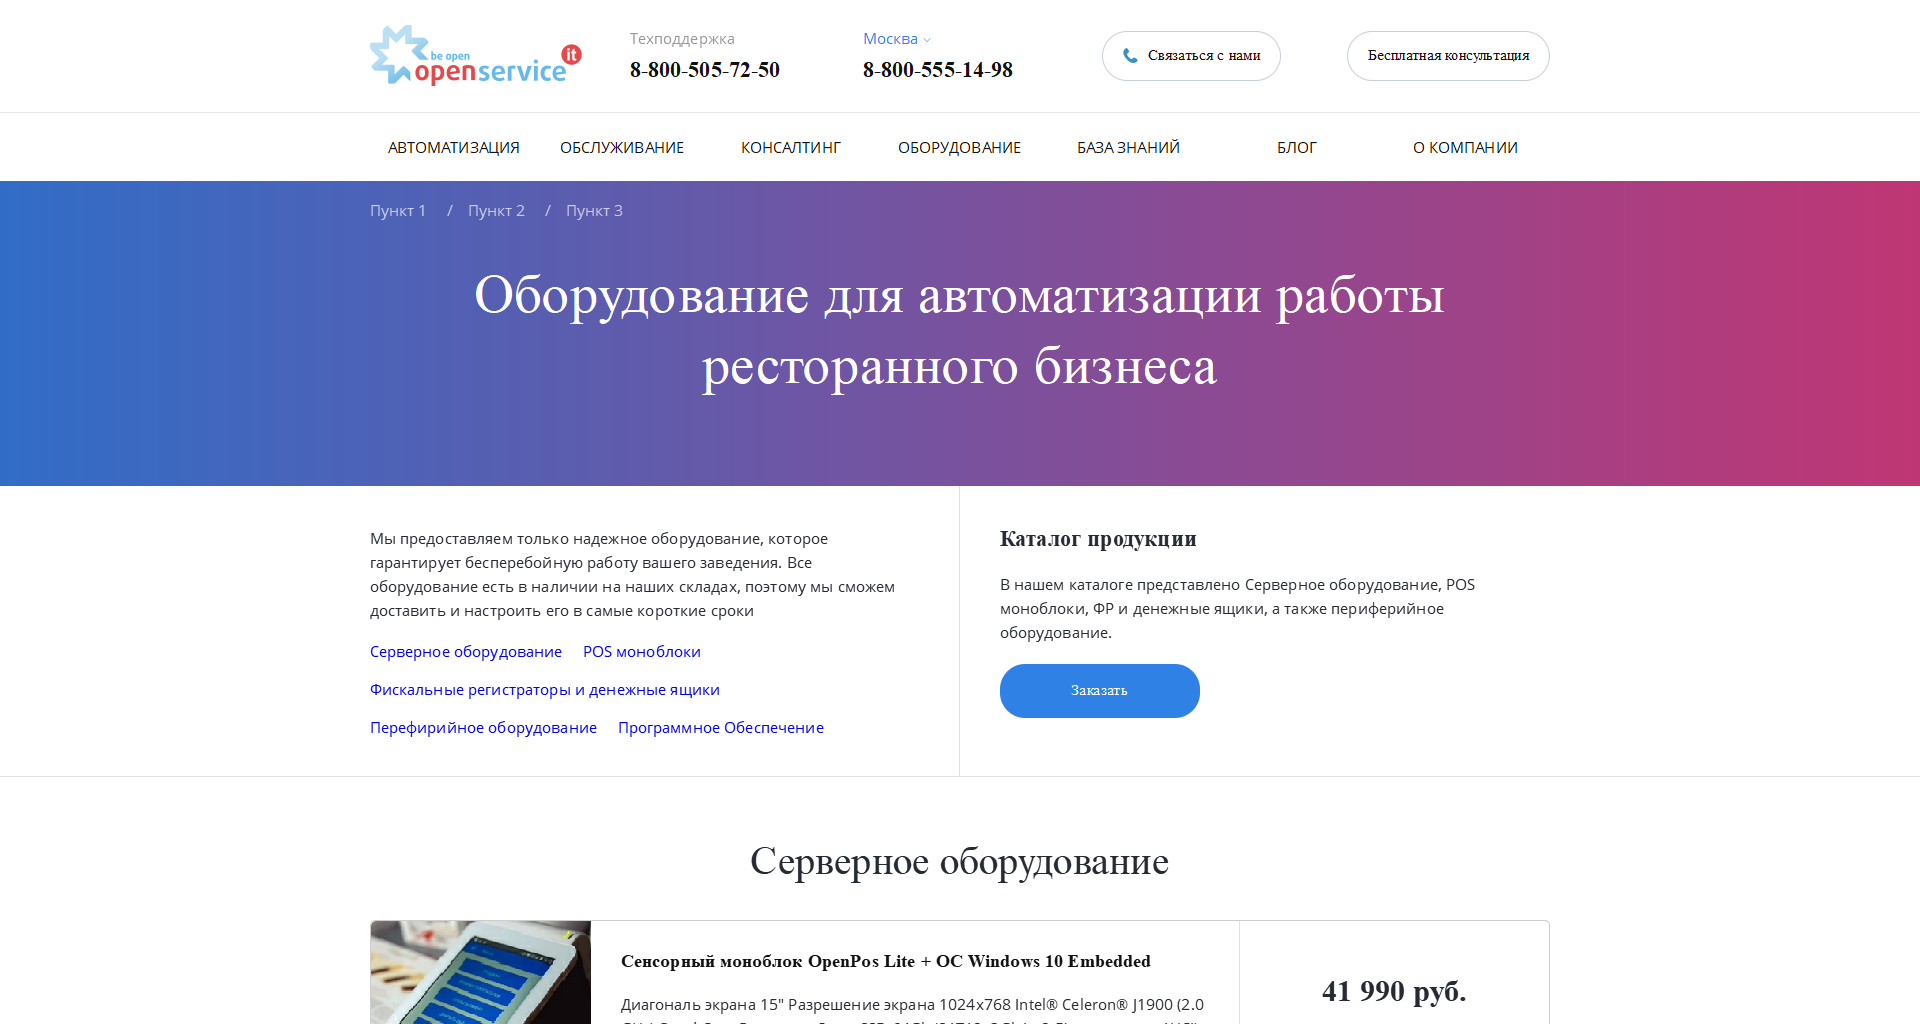 be open
openservice it
Техподдержка
8-800-505-72-50
Москва
8-800-555-14-98
Связаться с нами
Бесплатная консультация
АВТОМАТИЗАЦИЯ ОБСЛУЖИВАНИЕ КОНСАЛТИНГ ОБОРУДОВАНИЕ БАЗА ЗНАНИЙ БЛОГ О КОМПАНИИ
Пункт 1 / Пункт 2 / Пункт 3
Оборудование для автоматизации работы
ресторанного бизнеса
Мы предоставляем только надежное оборудование, которое
гарантирует бесперебойную работу вашего заведения. Все
оборудование есть в наличии на наших складах, поэтому мы сможем
доставить и настроить его в самые короткие сроки
Серверное оборудование POS моноблоки
Фискальные регистраторы и денежные ящики
Перефирийное оборудование Программное Обеспечение
Каталог продукции
В нашем каталоге представлено Серверное оборудование, POS
моноблоки, ФР и денежные ящики, а также периферийное
оборудование.
Заказать
Серверное оборудование
Сенсорный моноблок OpenPos Lite + ОС Windows 10 Embedded
Диагональ экрана 15" Разрешение экрана 1024x768 Intel® Celeron® J1900 (2.0
41 990 руб.